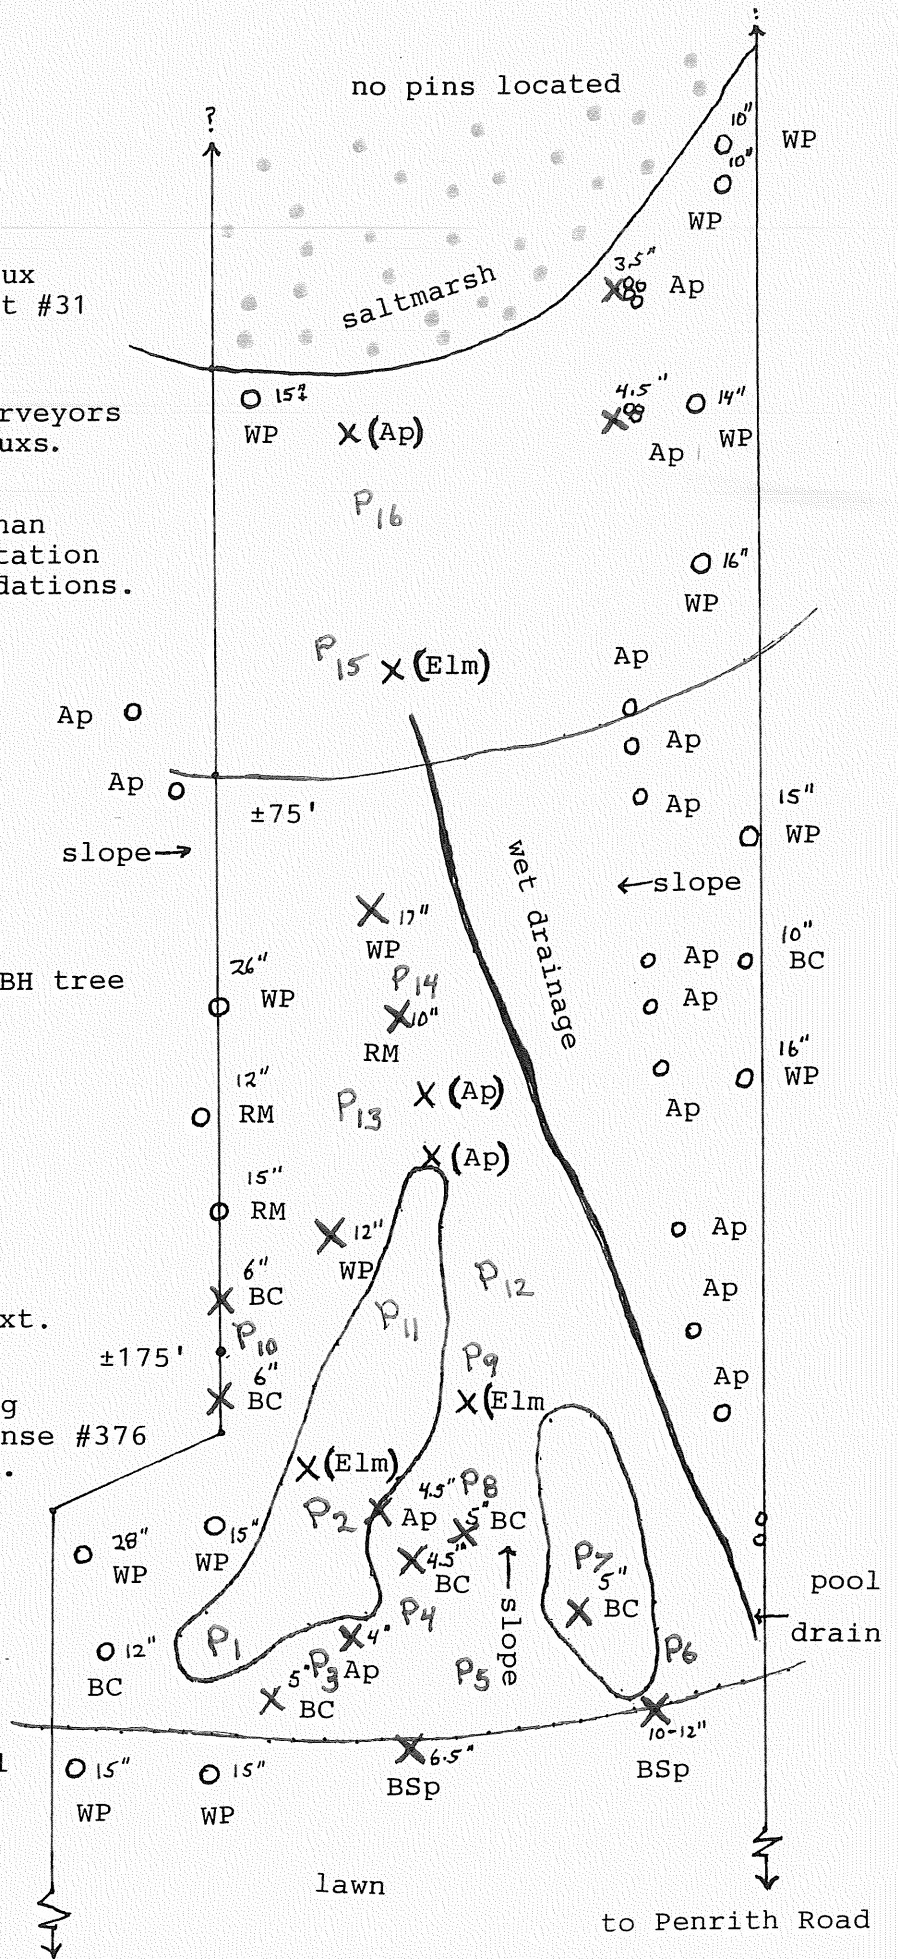 ?
no pins located
?
10"
WP
10"
WP
3.5"
ux
Ap
t #31
saltmarsh
15"
4.5"
14"
rveyors
WP
(Ap)
WP
uxs.
Ap
P16
han
tation
16"
dations.
WP
P15
(Elm)
Ap
Ap
Ap
Ap
±75'
Ap
15"
WP
slope
wet drainage
slope
17"
WP
10"
Ap
BC
BH tree
26"
WP
P14
Ap
10"
RM
16"
WP
12"
RM
P13
(Ap)
Ap
(Ap)
15"
RM
12"
WP
Ap
6"
BC
P12
Ap
xt.
P11
P10
±175'
P9
6"
BC
(Elm
Ap
g
nse #376
.
(Elm)
4.5"
P8
P2
Ap
5"
BC
28"
WP
15"
WP
4.5"
BC
P7
5"
BC
pool
drain
slope
P4
P1
4"
Ap
12"
BC
P3
P5
P6
5"
BC
10-12"
BSp
6.5"
BSp
l
15"
WP
15"
WP
lawn
to Penrith Road